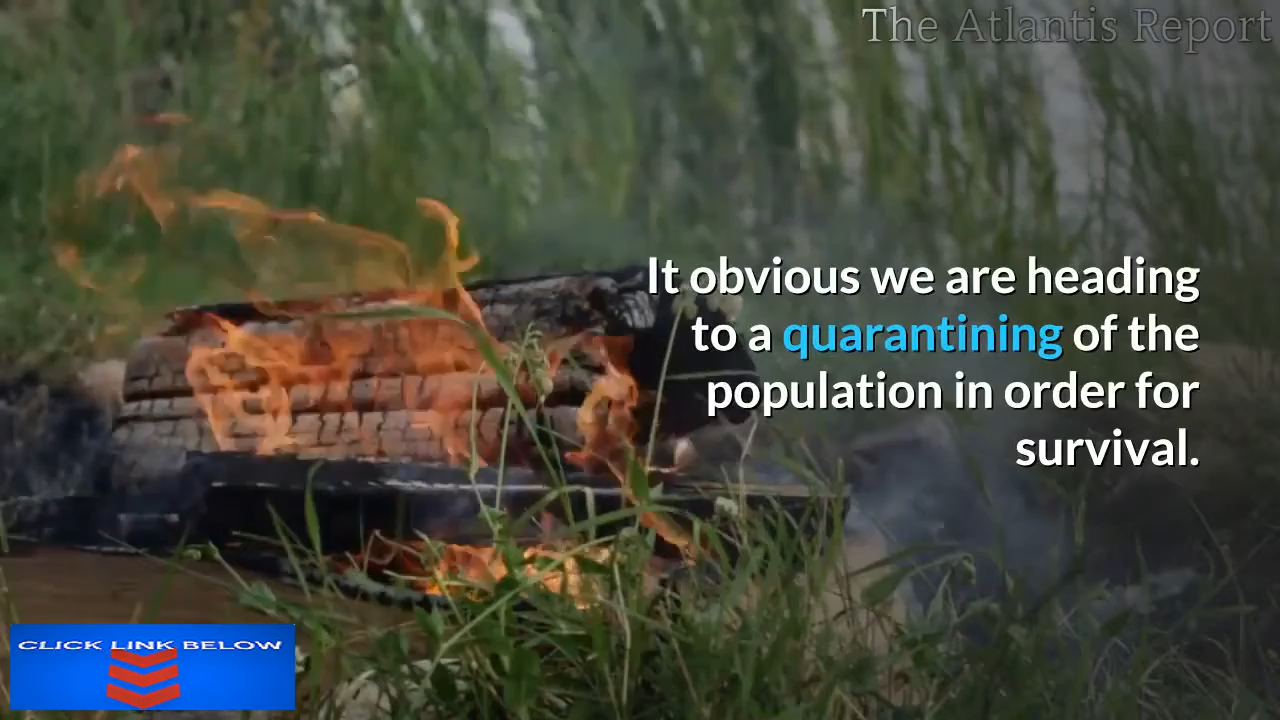 The Atlantis Report
It obvious we are heading
to a quarantining of the
population in order for
survival.
CLICK LINK BELOW